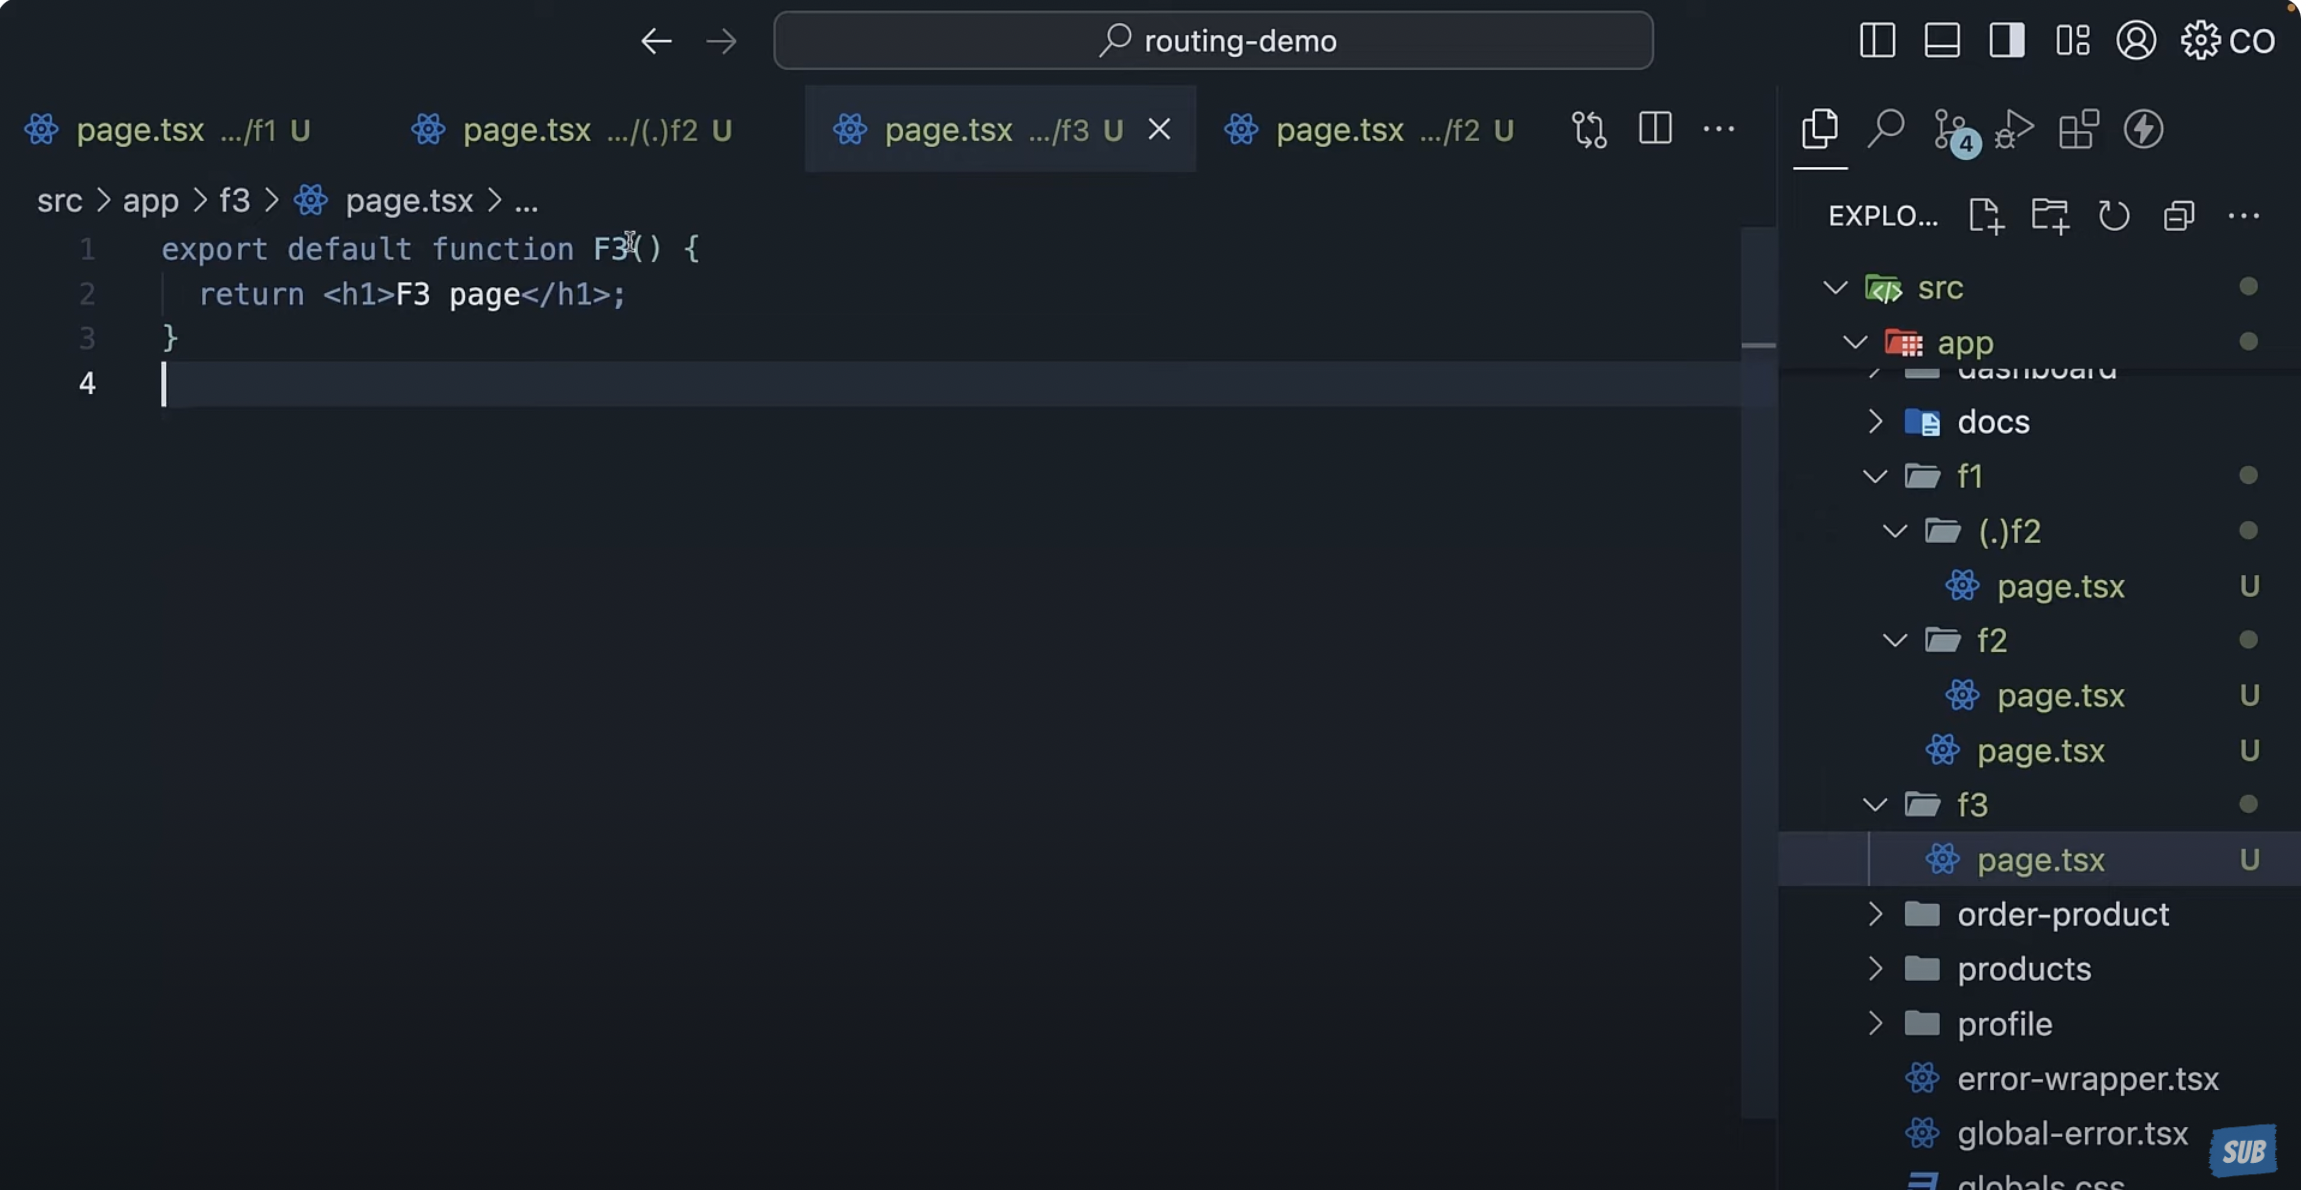 routing-demo
CO
page.tsx .../f1 U
page.tsx .../(.)f2 U
page.tsx .../f3 U
page.tsx .../f2 U
4
src > app > f3 > page.tsx > ...
1 export default function F3() {
2 return <h1>F3 page</h1>;
3 }
4
EXPLO...
src
app
dashboard
docs
f1
(.)f2
page.tsx U
f2
page.tsx U
page.tsx U
f3
page.tsx U
order-product
products
profile
error-wrapper.tsx
global-error.tsx
globals.css
SUB